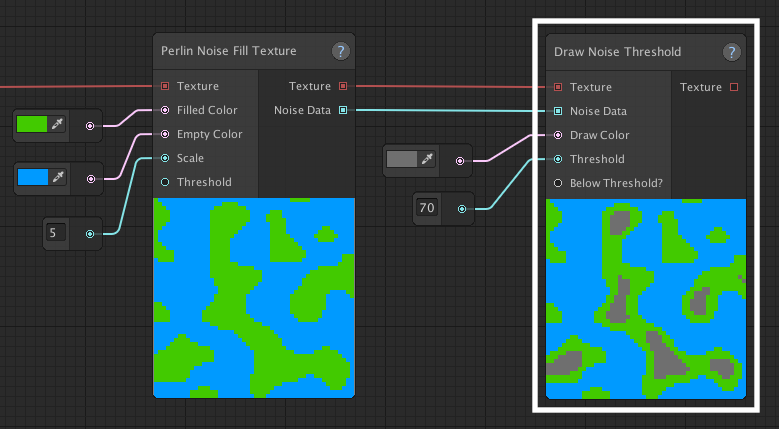 Perlin Noise Fill Texture ?
Texture Texture
Filled Color Noise Data
Empty Color
Scale
Threshold
5
Draw Noise Threshold ?
Texture Texture
Noise Data
Draw Color
Threshold
Below Threshold?
70